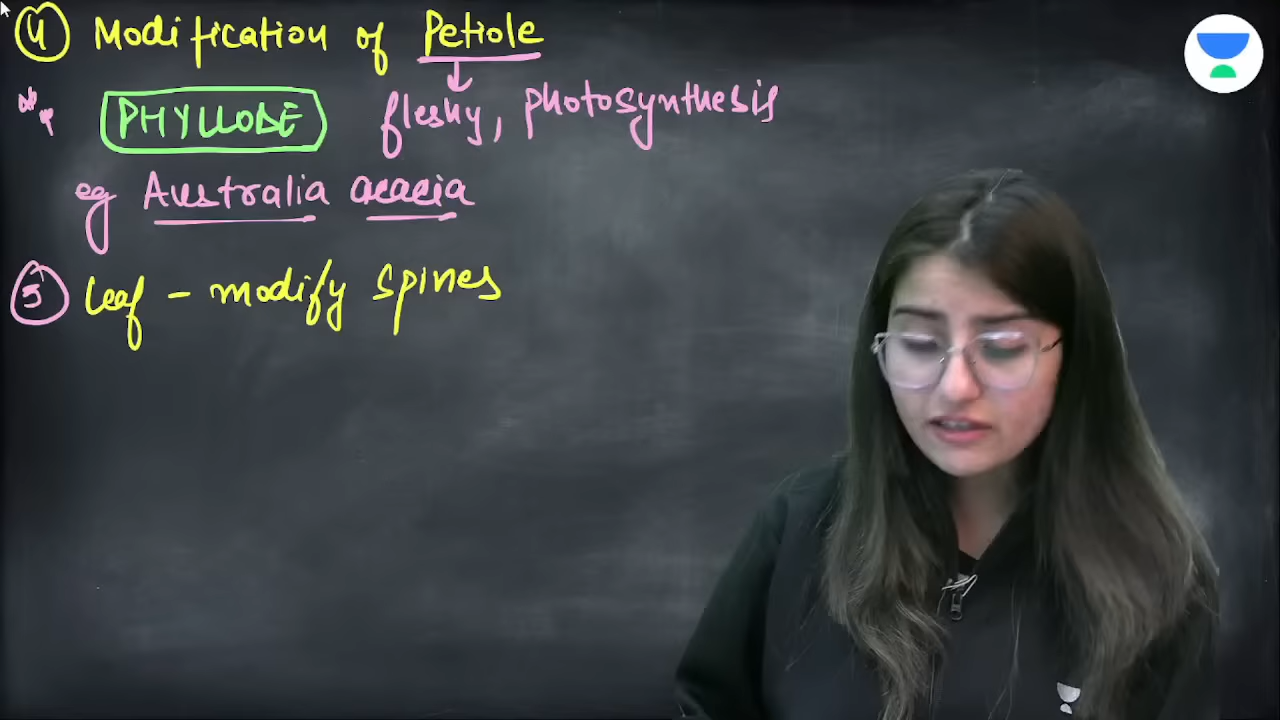 4 Modification of Petiole
PHYLLODE fleshy, photosynthesis
eg Australia acacia
5 Leaf - modify spines